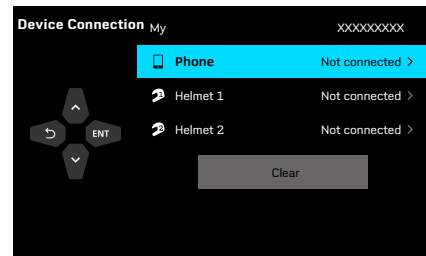 Device Connection My XXXXXXXXX
Phone Not connected >
Helmet 1 Not connected >
ENT
Helmet 2 Not connected >
Clear